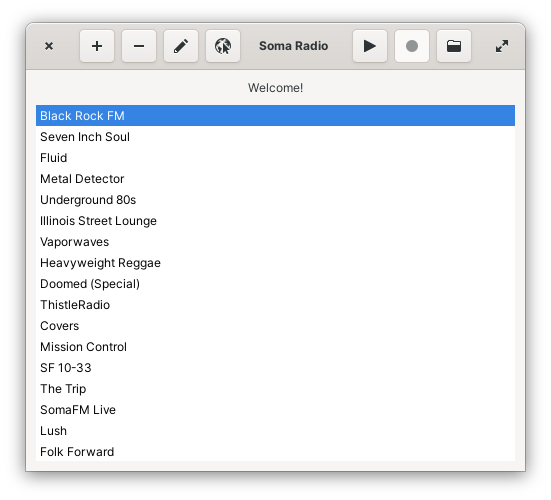 Soma Radio
Welcome!
Black Rock FM
Seven Inch Soul
Fluid
Metal Detector
Underground 80s
Illinois Street Lounge
Vaporwaves
Heavyweight Reggae
Doomed (Special)
ThistleRadio
Covers
Mission Control
SF 10-33
The Trip
SomaFM Live
Lush
Folk Forward